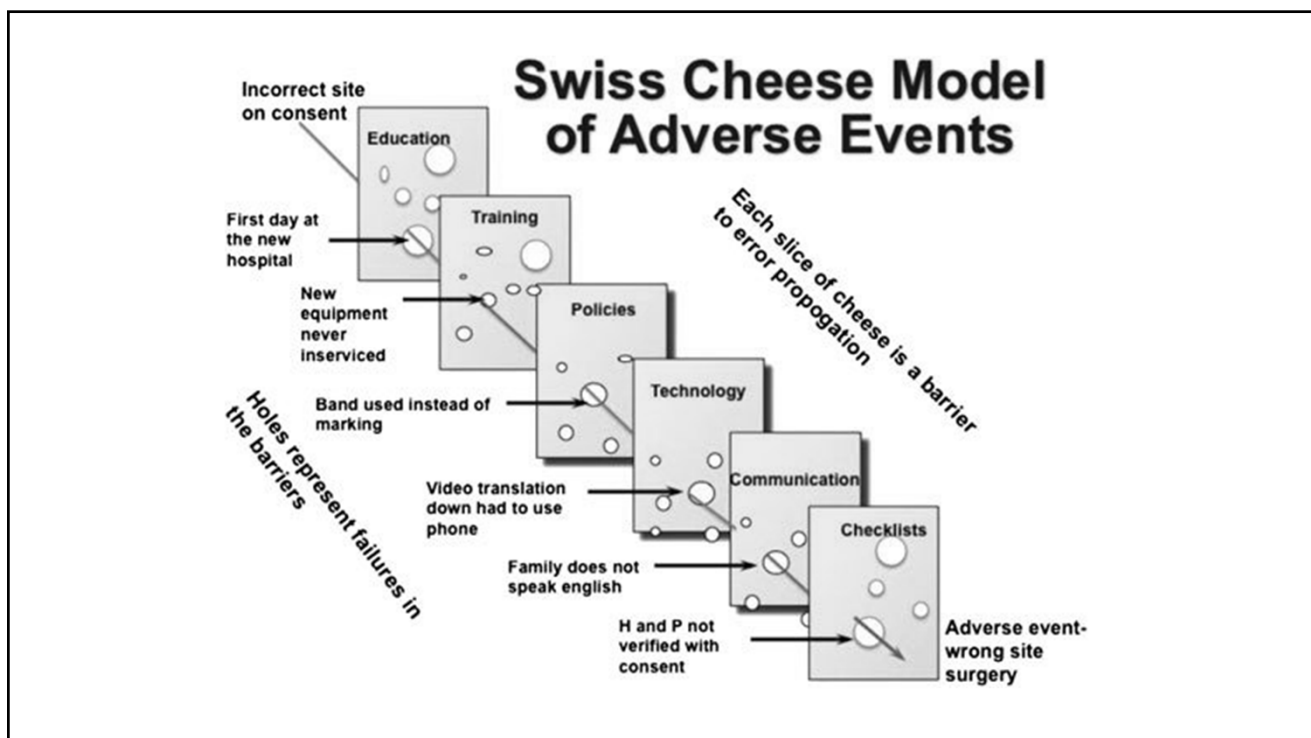 Swiss Cheese Model
of Adverse Events
Incorrect site
on consent
Education
First day at
the new
hospital
Training
New
equipment
never
inserviced
Policies
Band used instead of
marking
Technology
Video translation
down had to use
phone
Communication
Family does not
speak english
Checklists
H and P not
verified with
consent
Adverse event-
wrong site
surgery
Each slice of cheese is a barrier
to error propogation
Holes represent failures in
the barriers